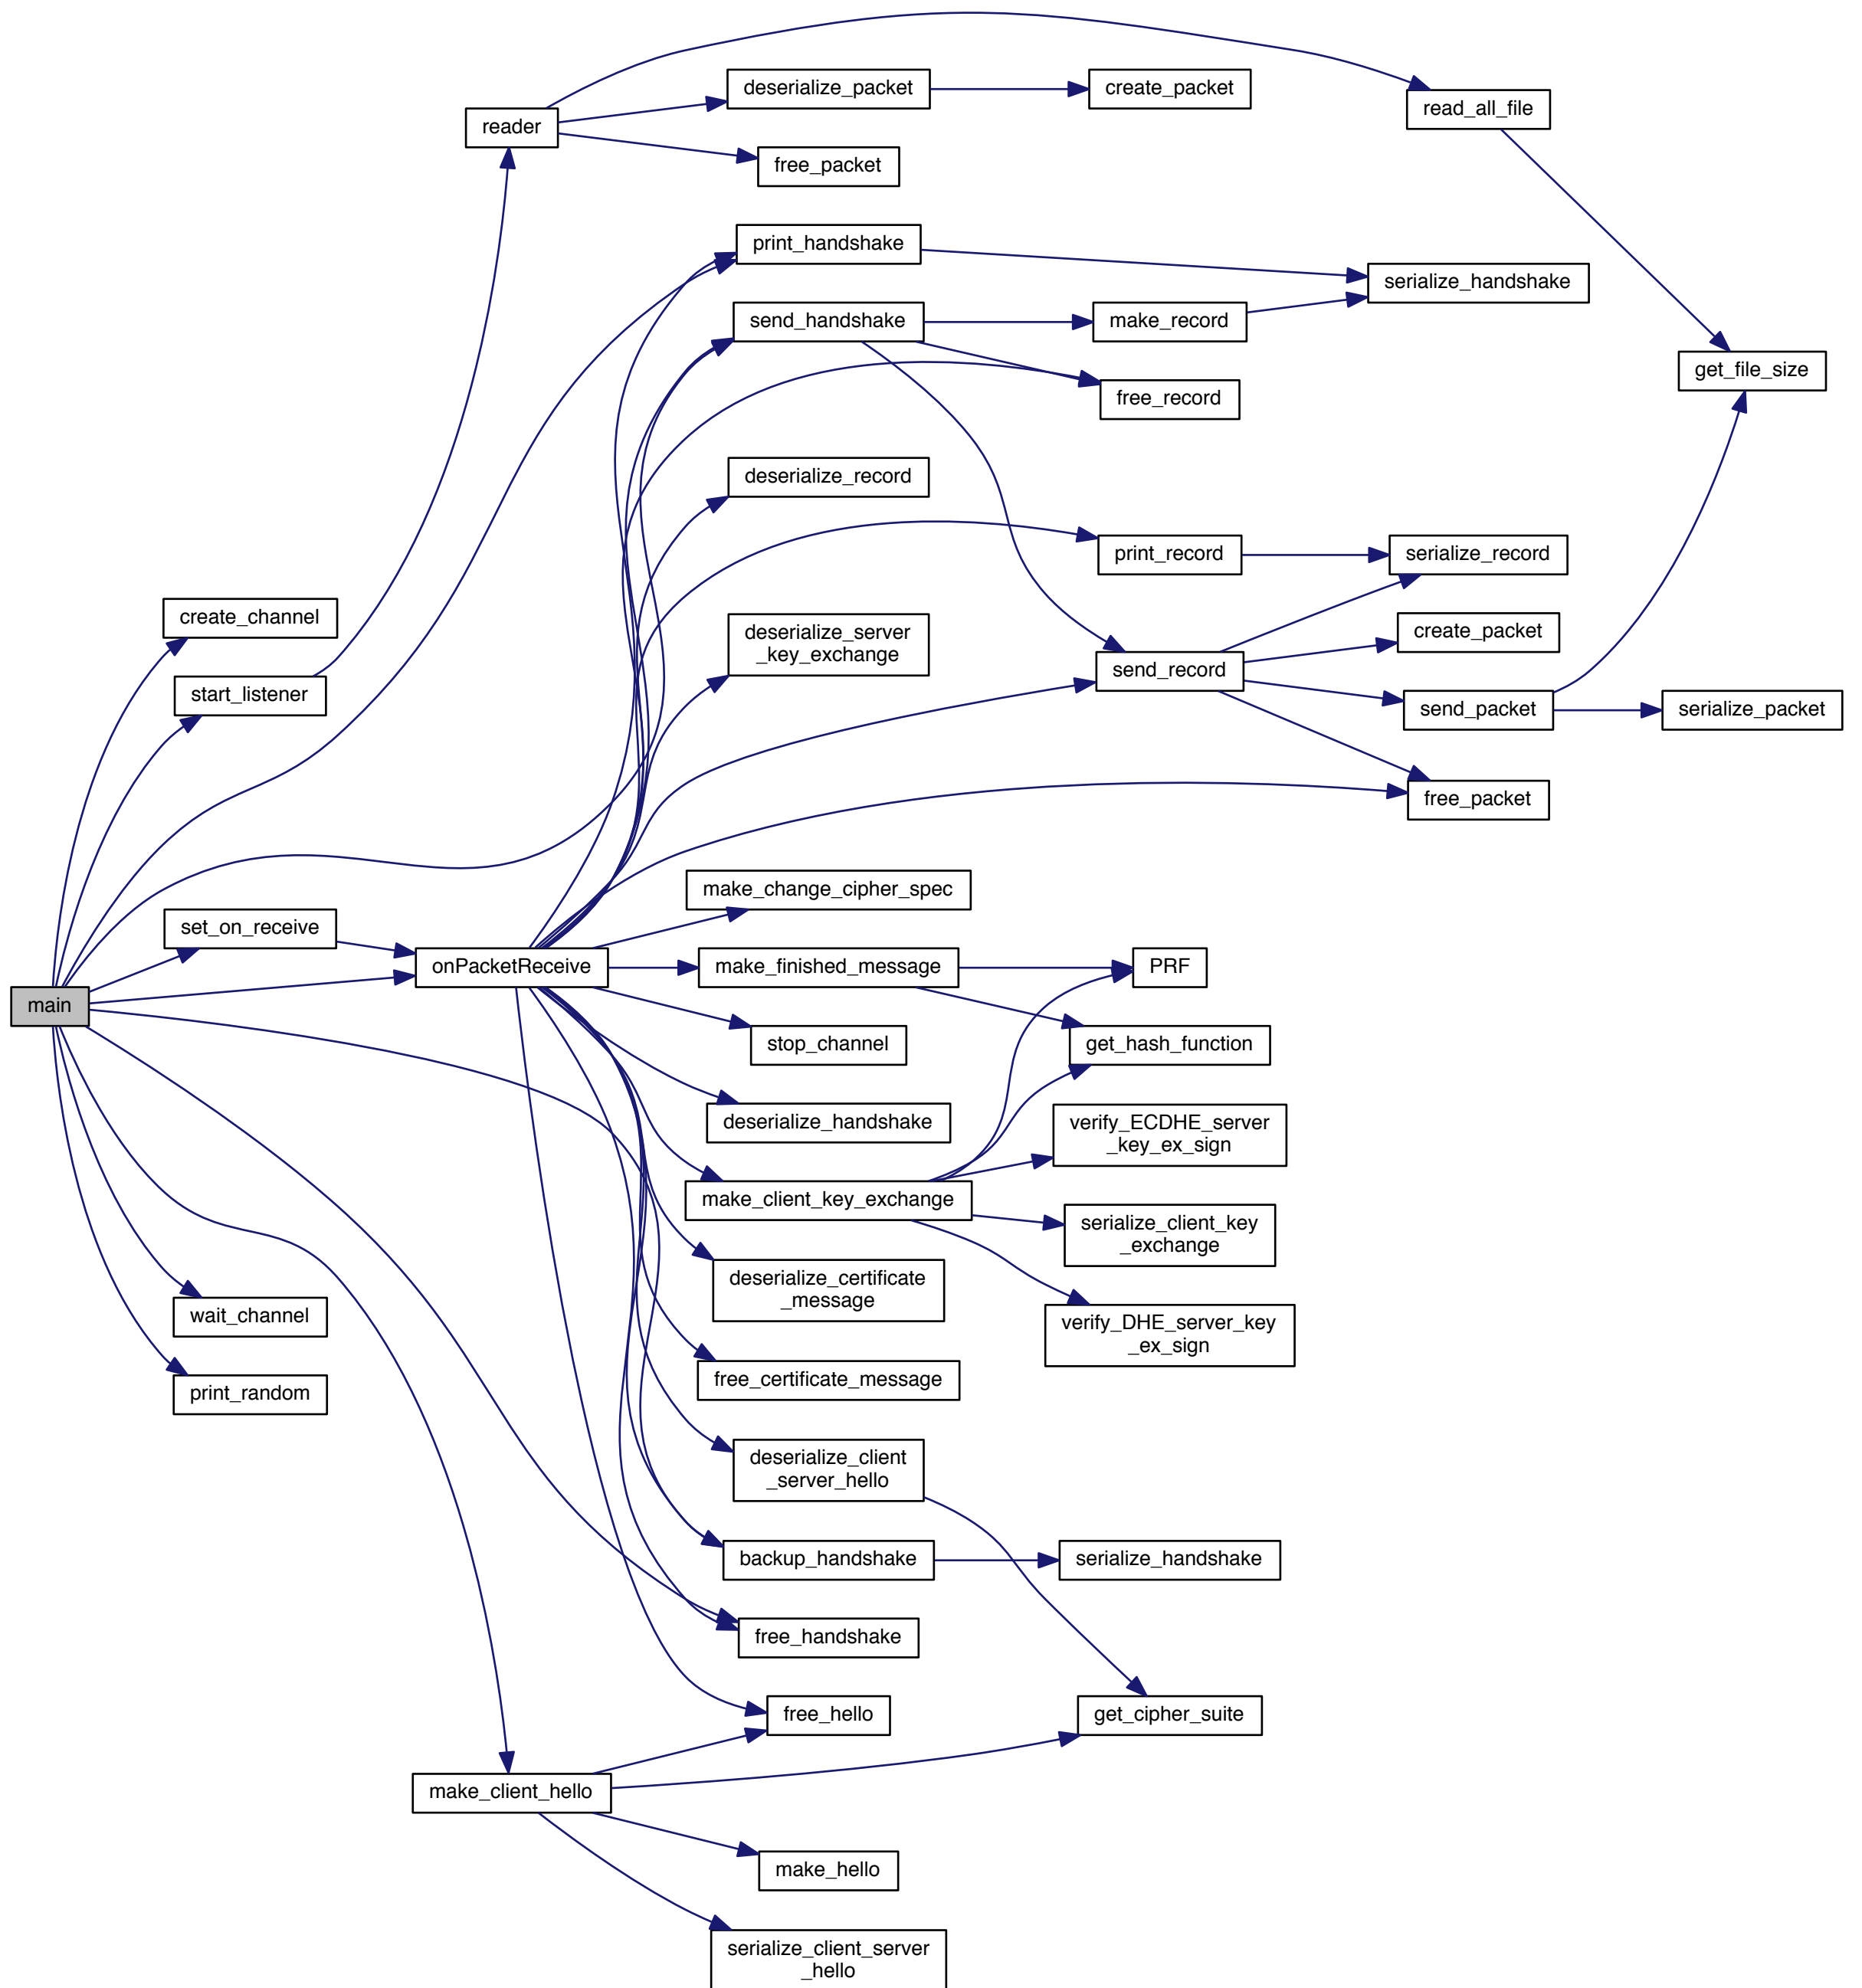 deserialize_packet
create_packet
read_all_file
reader
free_packet
print_handshake
serialize_handshake
send_handshake
make_record
get_file_size
free_record
deserialize_record
print_record
serialize_record
create_channel
deserialize_server
_key_exchange
create_packet
send_record
start_listener
send_packet
serialize_packet
free_packet
make_change_cipher_spec
set_on_receive
onPacketReceive
make_finished_message
PRF
main
stop_channel
get_hash_function
deserialize_handshake
verify_ECDHE_server
_key_ex_sign
make_client_key_exchange
serialize_client_key
_exchange
deserialize_certificate
_message
wait_channel
verify_DHE_server_key
_ex_sign
free_certificate_message
print_random
deserialize_client
_server_hello
backup_handshake
serialize_handshake
free_handshake
free_hello
get_cipher_suite
make_client_hello
make_hello
serialize_client_server
_hello